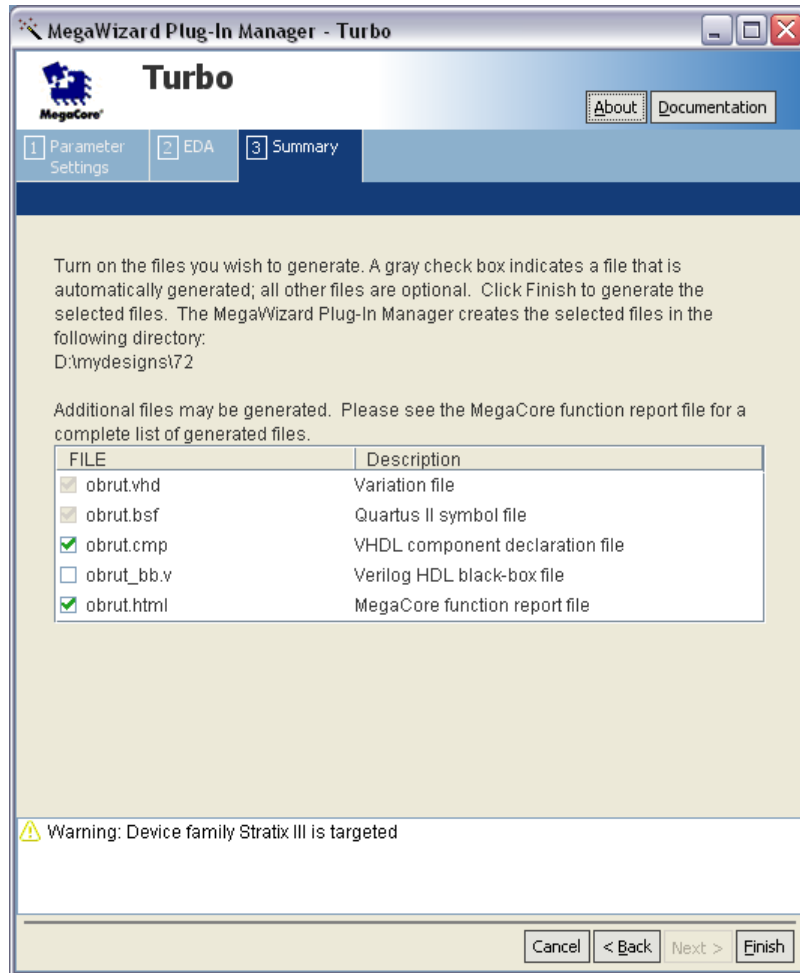 MegaWizard Plug-In Manager - Turbo
MegaCore®
Turbo
About
Documentation
1 Parameter Settings
2 EDA
3 Summary
Turn on the files you wish to generate. A gray check box indicates a file that is
automatically generated; all other files are optional. Click Finish to generate the
selected files. The MegaWizard Plug-In Manager creates the selected files in the
following directory:
D:\mydesigns\72
Additional files may be generated. Please see the MegaCore function report file for a
complete list of generated files.
FILE Description
obrut.vhd Variation file
obrut.bsf Quartus II symbol file
obrut.cmp VHDL component declaration file
obrut_bb.v Verilog HDL black-box file
obrut.html MegaCore function report file
Warning: Device family Stratix III is targeted
Cancel
< Back
Next >
Finish